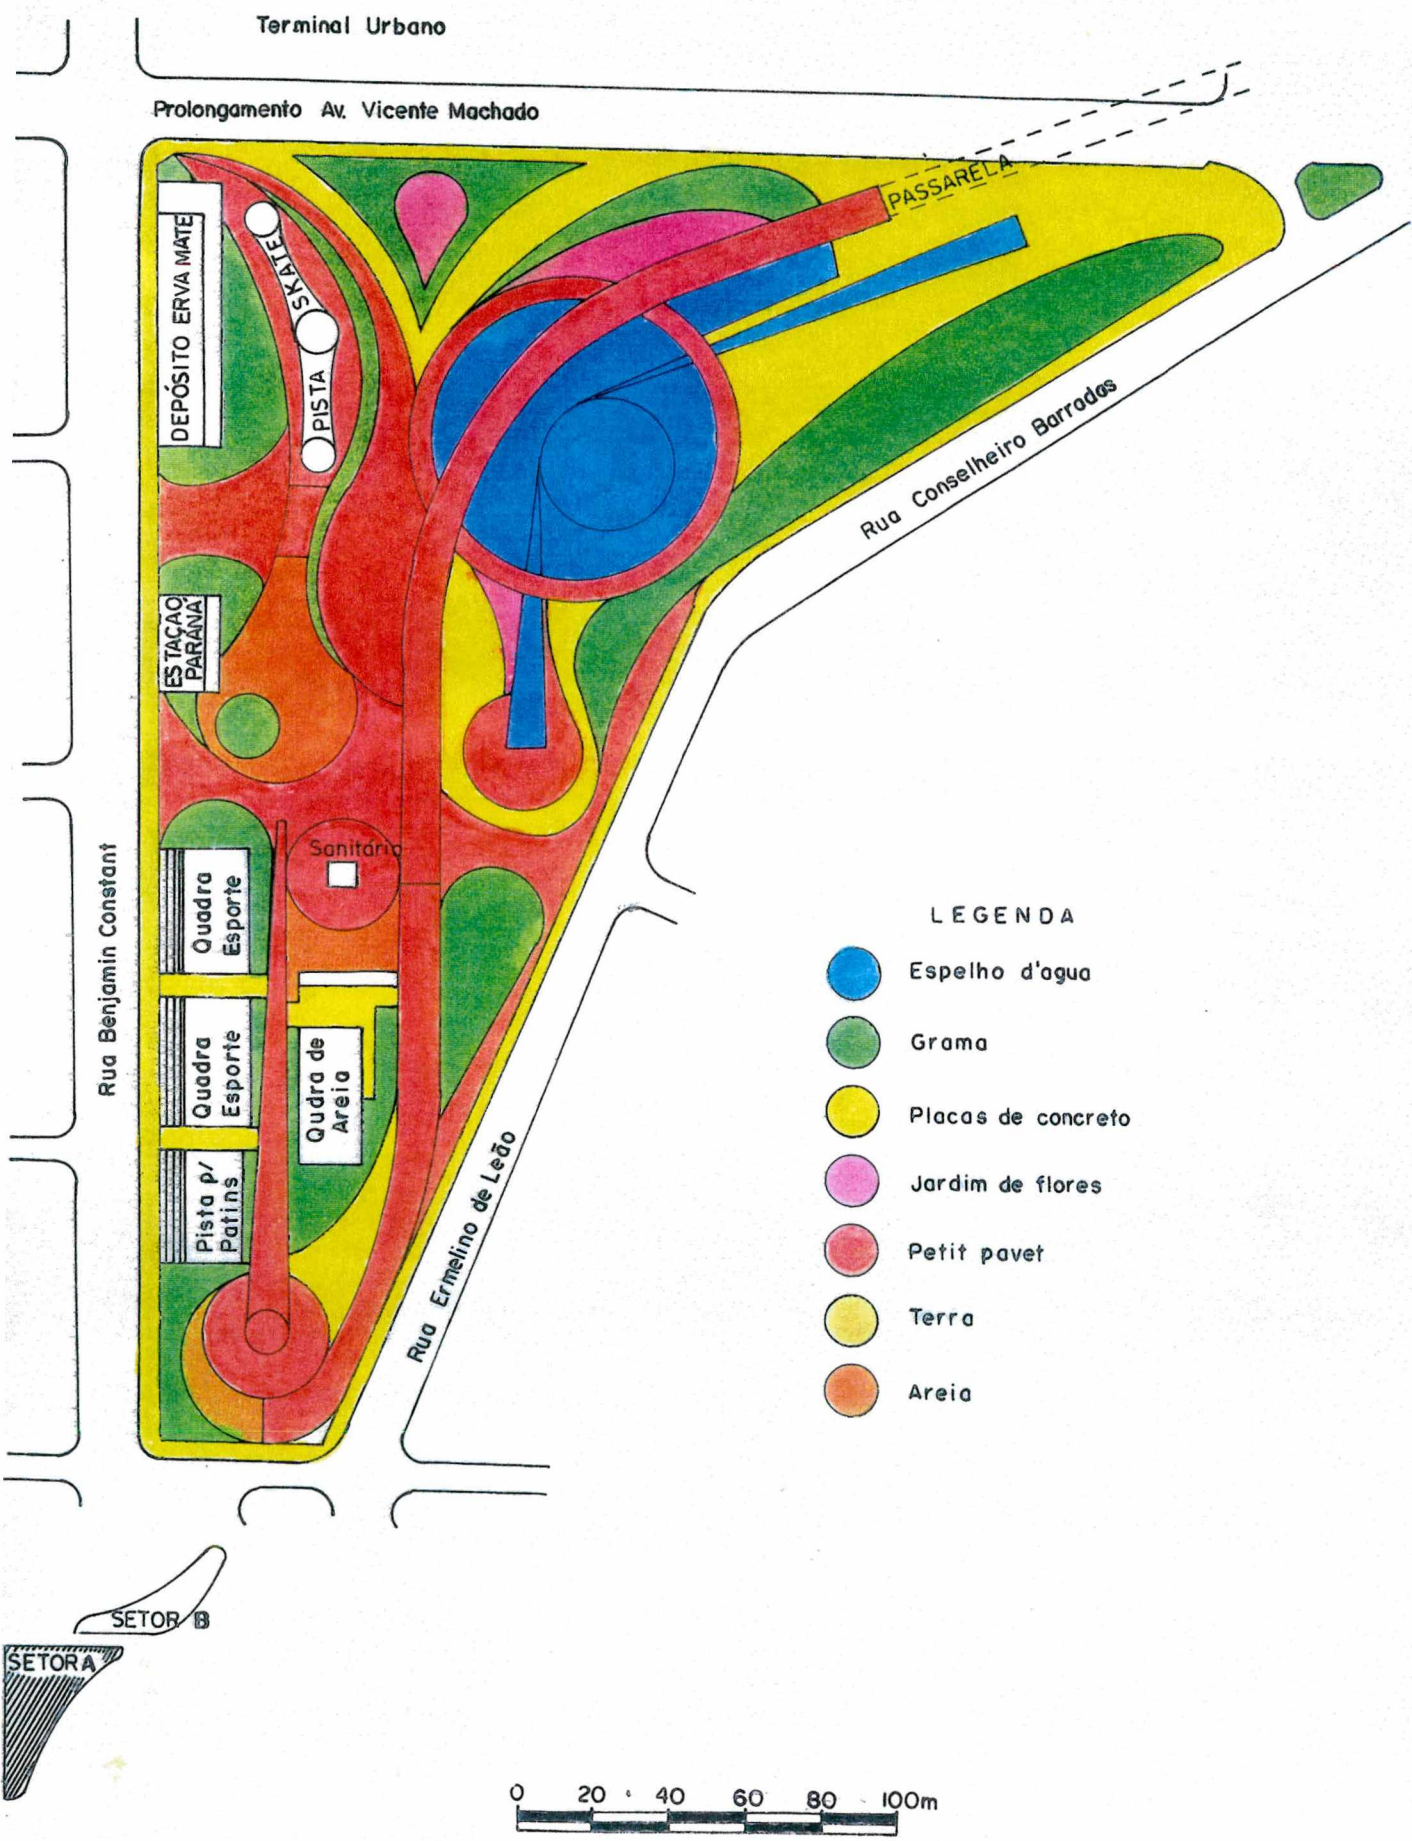 Terminal Urbano
Prolongamento Av. Vicente Machado
PASSARELA
DEPÓSITO ERVA MATE
PISTA SKATE
Rua Conselheiro Barradas
ESTAÇAO
PARANÁ
Sanitário
Rua Benjamin Constant
Quadra
Esporte
Quadra
Esporte
Qudra de
Areia
Pista p/
Patins
Rua Ermelino de Leão
LEGENDA
Espelho d'agua
Grama
Placas de concreto
Jardim de flores
Petit pavet
Terra
Areia
SETOR B
SETOR A
0 20 40 60 80 100m